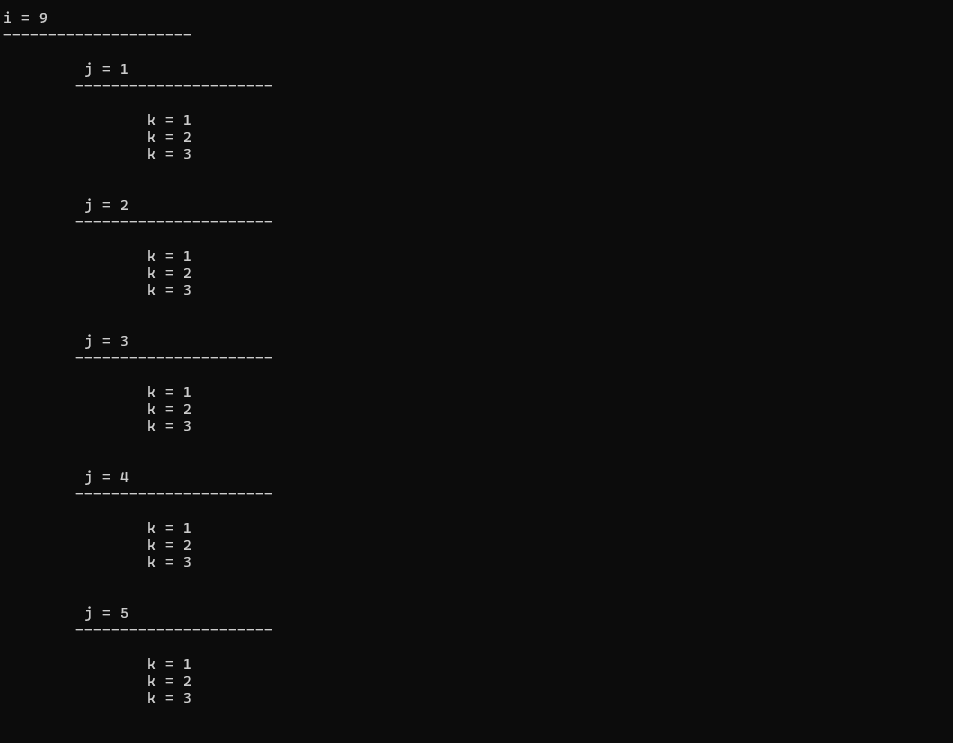 i = 9
---------------------
j = 1
----------------------
k = 1
k = 2
k = 3
j = 2
----------------------
k = 1
k = 2
k = 3
j = 3
----------------------
k = 1
k = 2
k = 3
j = 4
----------------------
k = 1
k = 2
k = 3
j = 5
----------------------
k = 1
k = 2
k = 3